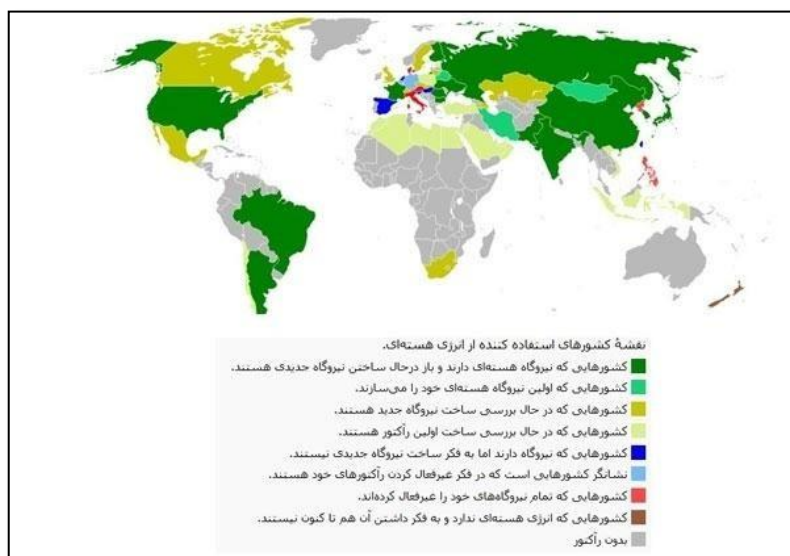 نقشهٔ کشورهای استفاده کننده از انرژی هسته‌ای.
کشورهایی که نیروگاه هسته‌ای دارند و باز درحال ساختن نیروگاه جدیدی هستند.
کشورهایی که اولین نیروگاه هسته‌ای خود را می‌سازند.
کشورهایی که در حال بررسی ساخت نیروگاه جدید هستند.
کشورهایی که در حال بررسی ساخت اولین رآکتور هستند.
کشورهایی که نیروگاه دارند اما به فکر ساخت نیروگاه جدیدی نیستند.
نشانگر کشورهایی است که در فکر غیرفعال کردن رآکتورهای خود هستند.
کشورهایی که تمام نیروگاه‌های خود را غیرفعال کرده‌اند.
کشورهایی که انرژی هسته‌ای ندارد و به فکر داشتن آن هم تا کنون نیستند.
بدون رآکتور